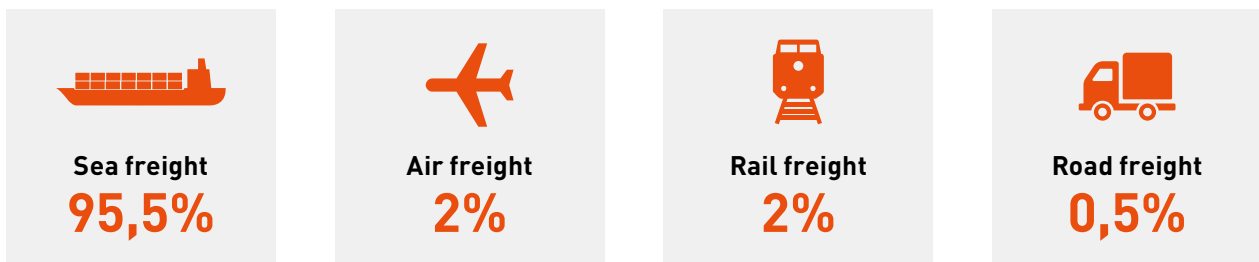 Sea freight
95,5%
Air freight
2%
Rail freight
2%
Road freight
0,5%